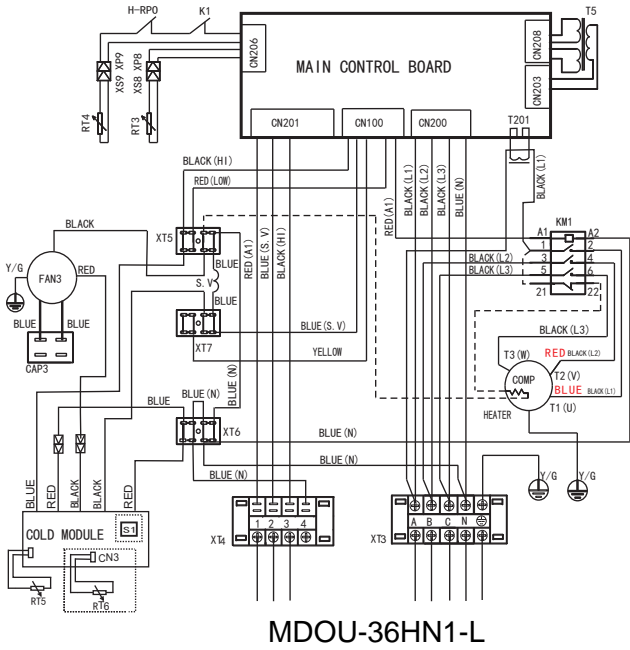 H-RPO
K1
T5
CN206
CN208
XS9 XP9
XS8 XP8
MAIN CONTROL BOARD
CN203
RT4
RT3
CN201
CN100
CN200
T201
BLACK(HI)
RED(LOW)
RED(A1)
BLACK(L1)
BLACK(L2)
BLACK(L3)
BLUE(N)
BLACK(L1)
KM1
BLACK
XT5
A1
A2
Y/G
FAN3
RED
BLUE
RED(A1)
BLUE(S.V)
BLACK(HI)
1
2
BLACK(L2)
3
4
S.V
BLACK(L3)
5
6
BLUE
21
22
BLUE
BLUE
XT7
BLUE(S.V)
BLACK(L3)
YELLOW
T3(W)
RED BLACK(L2)
CAP3
COMP
T2(V)
BLUE
BLUE(N)
BLUE(N)
BLUE BLACK(L1)
HEATER
T1(U)
XT6
BLUE(N)
BLUE(N)
BLUE(N)
Y/G
Y/G
BLUE
RED
BLACK
BLACK
RED
COLD MODULE
S1
XT4
1 2 3 4
XT3
A B C N
CN3
RT5
RT6
MDOU-36HN1-L